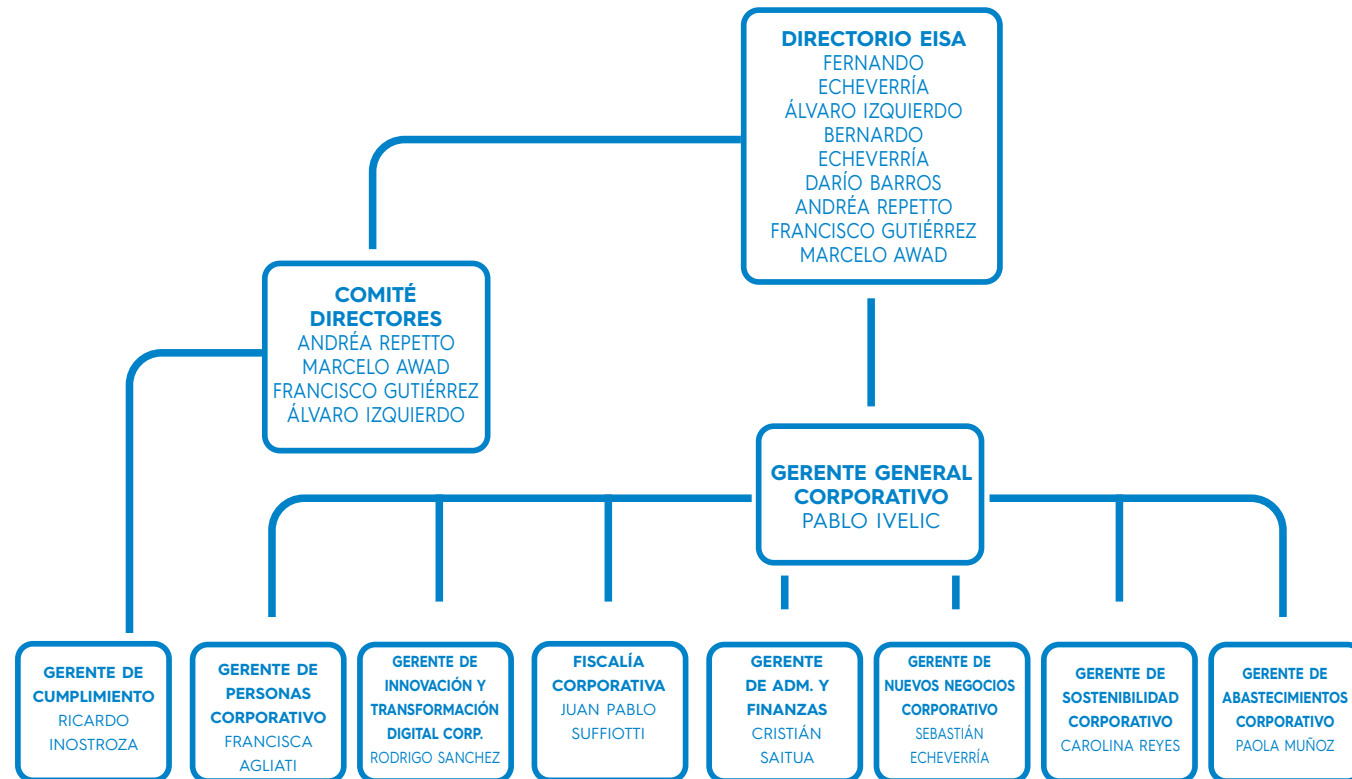 DIRECTORIO EISA
FERNANDO
ECHEVERRÍA
ÁLVARO IZQUIERDO
BERNARDO
ECHEVERRÍA
DARÍO BARROS
ANDRÉA REPETTO
FRANCISCO GUTIÉRREZ
MARCELO AWAD
COMITÉ
DIRECTORES
ANDRÉA REPETTO
MARCELO AWAD
FRANCISCO GUTIÉRREZ
ÁLVARO IZQUIERDO
GERENTE GENERAL
CORPORATIVO
PABLO IVELIC
GERENTE DE
CUMPLIMIENTO
RICARDO
INOSTROZA
GERENTE DE
PERSONAS
CORPORATIVO
FRANCISCA
AGLIATI
GERENTE DE
INNOVACIÓN Y
TRANSFORMACIÓN
DIGITAL CORP.
RODRIGO SANCHEZ
FISCALÍA
CORPORATIVA
JUAN PABLO
SUFFIOTTI
GERENTE
DE ADM. Y
FINANZAS
CRISTIÁN
SAITUA
GERENTE DE
NUEVOS NEGOCIOS
CORPORATIVO
SEBASTIÁN
ECHEVERRÍA
GERENTE DE
SOSTENIBILIDAD
CORPORATIVO
CAROLINA REYES
GERENTE DE
ABASTECIMIENTOS
CORPORATIVO
PAOLA MUÑOZ